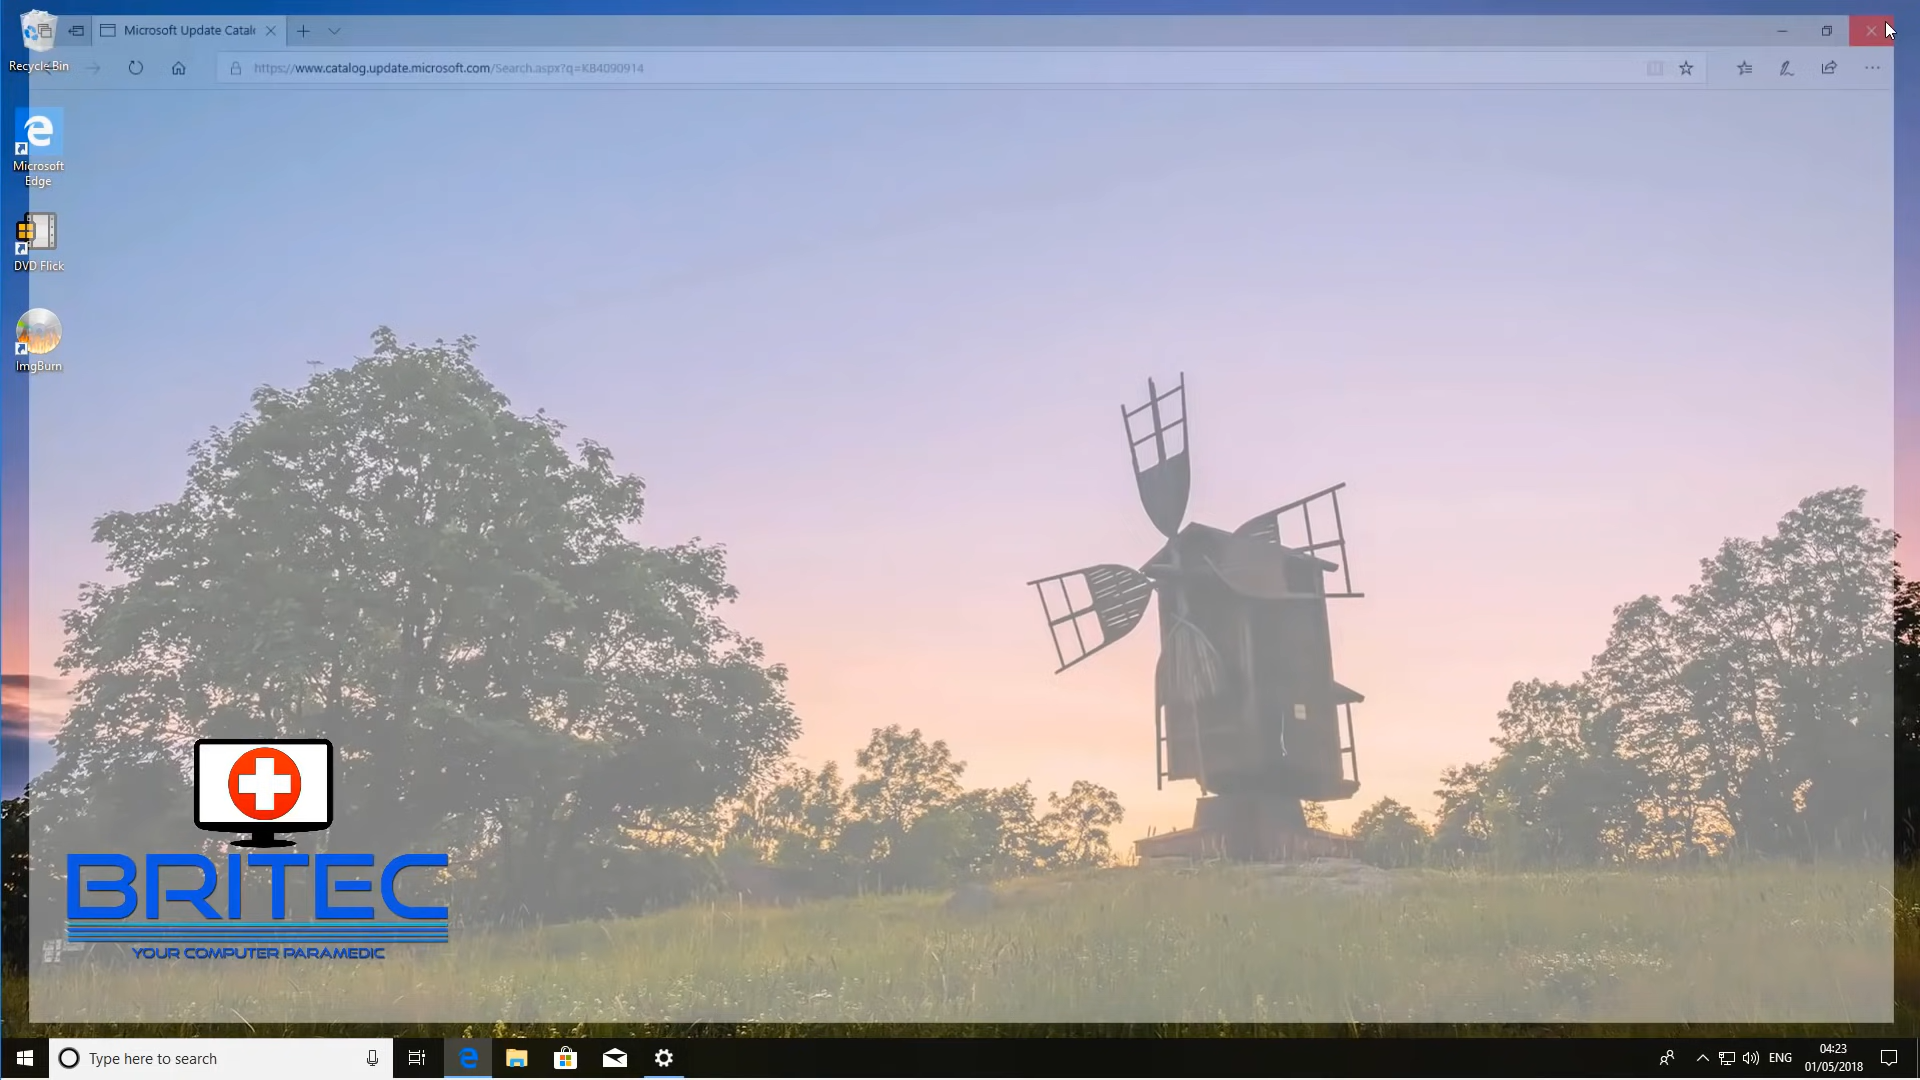 Microsoft Update Catal
https://www.catalog.update.microsoft.com/Search.aspx?q=KB4090914
Recycle Bin
Microsoft
Edge
DVD Flick
ImgBurn
BRITEC
YOUR COMPUTER PARAMEDIC
Type here to search
ENG
04:23
01/05/2018